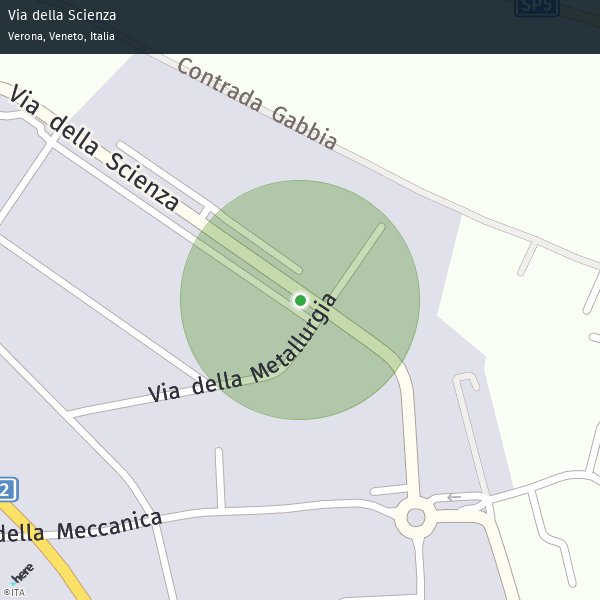 Via della Scienza
Verona, Veneto, Italia
SP5
Contrada Gabbia
Via della Scienza
Via della Metallurgia
2
della Meccanica
here
©ITA